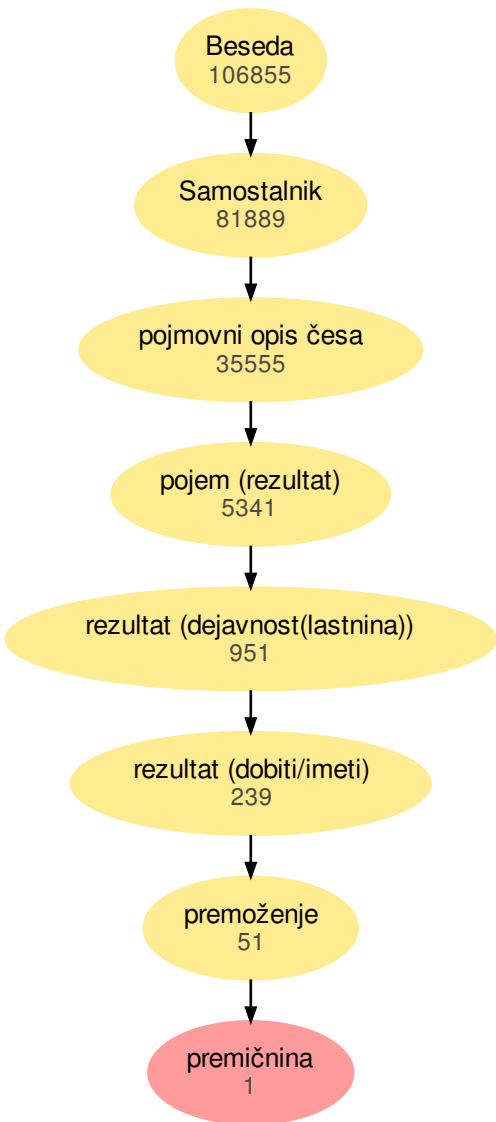 Beseda
106855
Samostalnik
81889
pojmovni opis česa
35555
pojem (rezultat)
5341
rezultat (dejavnost(lastnina))
951
rezultat (dobiti/imeti)
239
premoženje
51
premičnina
1